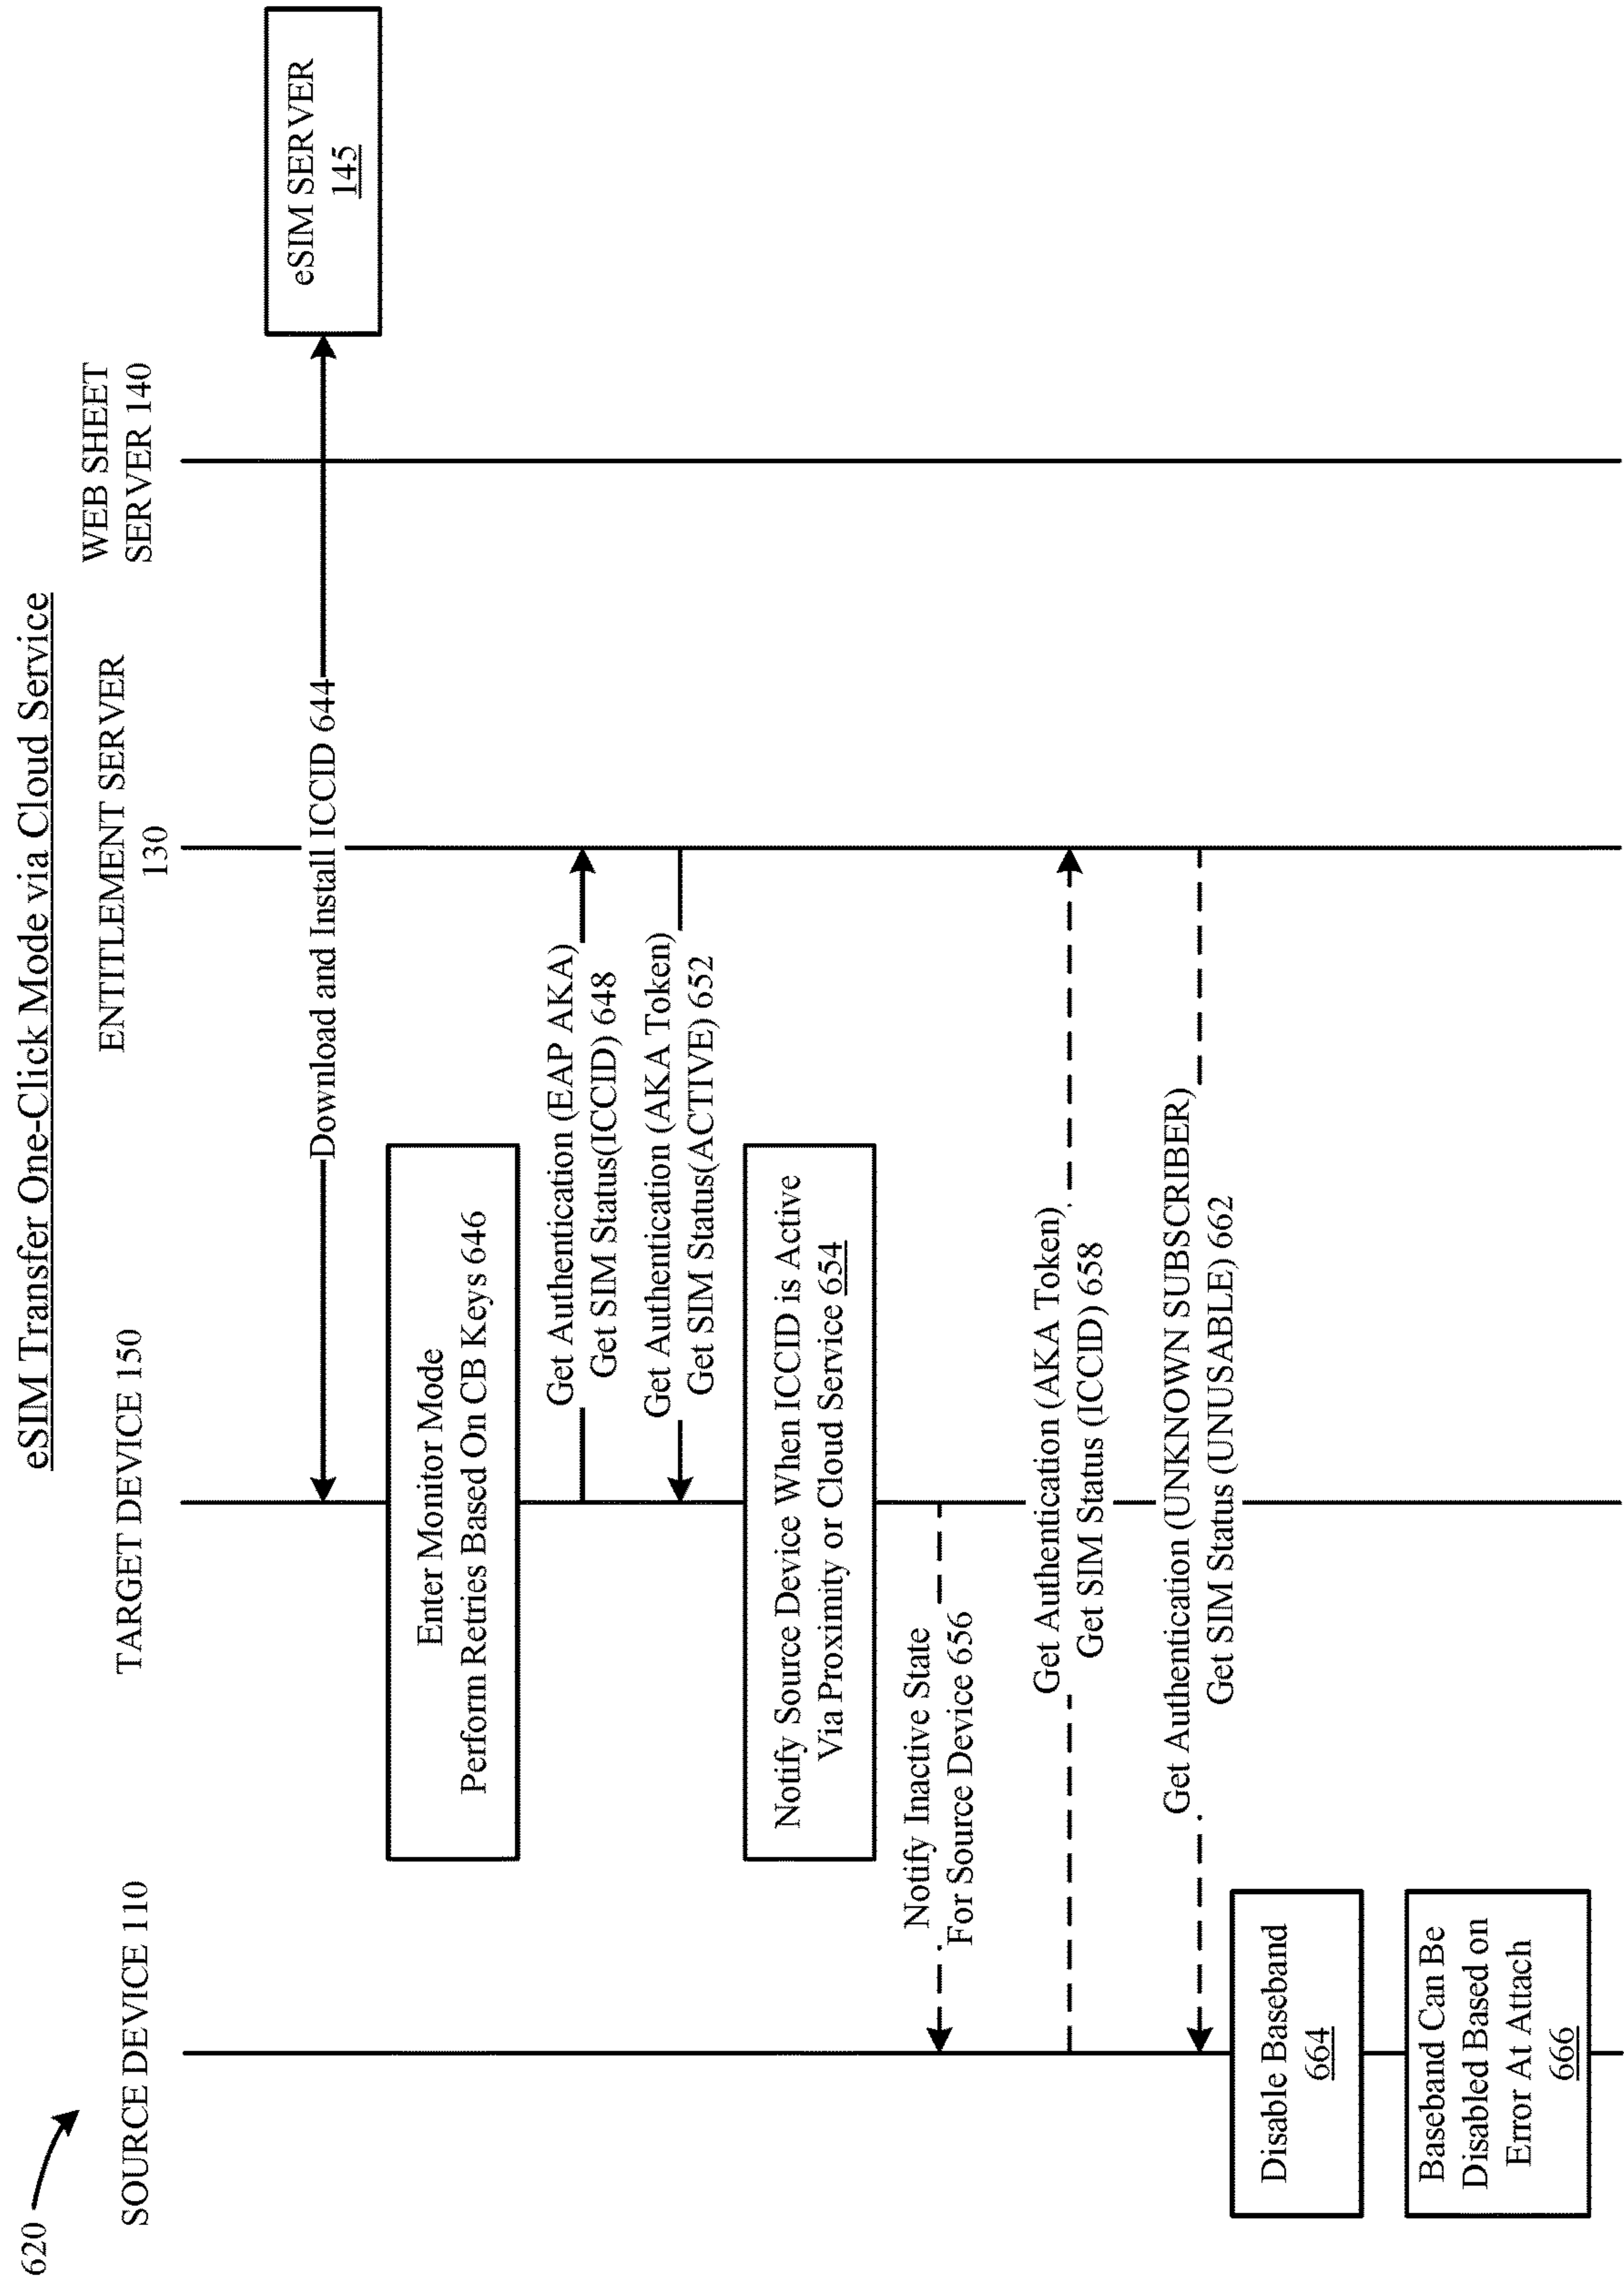 620
eSIM Transfer One-Click Mode via Cloud Service
SOURCE DEVICE 110
TARGET DEVICE 150
ENTITLEMENT SERVER
130
WEB SHEET
SERVER 140
eSIM SERVER
145
Download and Install ICCID 644
Enter Monitor Mode
Perform Retries Based On CB Keys 646
Get Authentication (EAP AKA)
Get SIM Status(ICCID) 648
Get Authentication (AKA Token)
Get SIM Status(ACTIVE) 652
Notify Source Device When ICCID is Active
Via Proximity or Cloud Service 654
Notify Inactive State
For Source Device 656
Get Authentication (AKA Token)
Get SIM Status (ICCID) 658
Get Authentication (UNKNOWN SUBSCRIBER)
Get SIM Status (UNUSABLE) 662
Disable Baseband
664
Baseband Can Be
Disabled Based on
Error At Attach
666